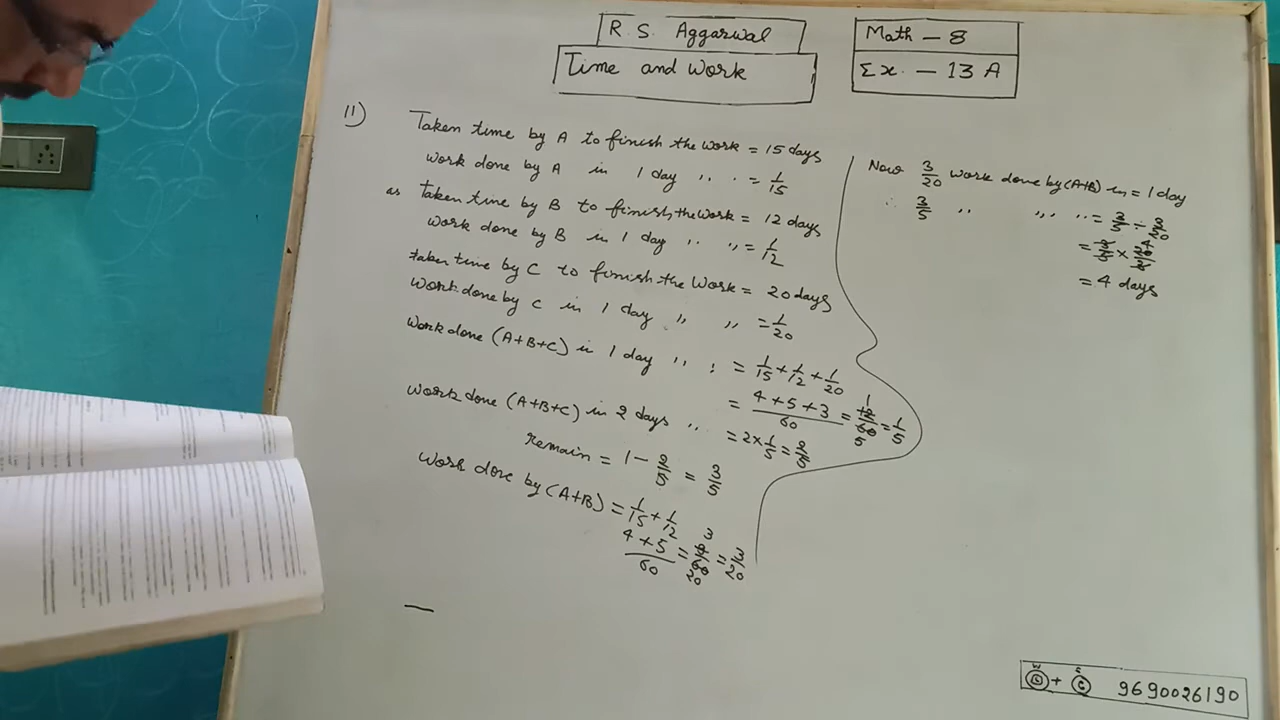 R. S. Aggarwal
Time and Work
Math - 8
Ex. - 13 A
11)
Taken time by A to finish the work = 15 days
Work done by A in 1 day ,, . = 1/15
as Taken time by B to finish the work = 12 days
Work done by B in 1 day ,, ,, = 1/12
taken time by C to finish the Work = 20 days
Work done by C in 1 day ,, ,, = 1/20
Work done (A+B+C) in 1 day ,, : = 1/15 + 1/12 + 1/20
= 4 + 5 + 3 / 60 = 12/60 = 1/5
Work done (A+B+C) in 2 days ,, = 2 × 1/5 = 2/5
Remain = 1 - 2/5 = 3/5
Work done by (A+B) = 1/15 + 1/12
4 + 5 / 60 = 9/60 = 3/20
Now 3/20 Work done by (A+B) in = 1 day
∴ 3/5 ,, ,, ,, = 3/5 ÷ 3/20
= 3/5 × 20/3
= 4 days
W S
+ C 9690026190